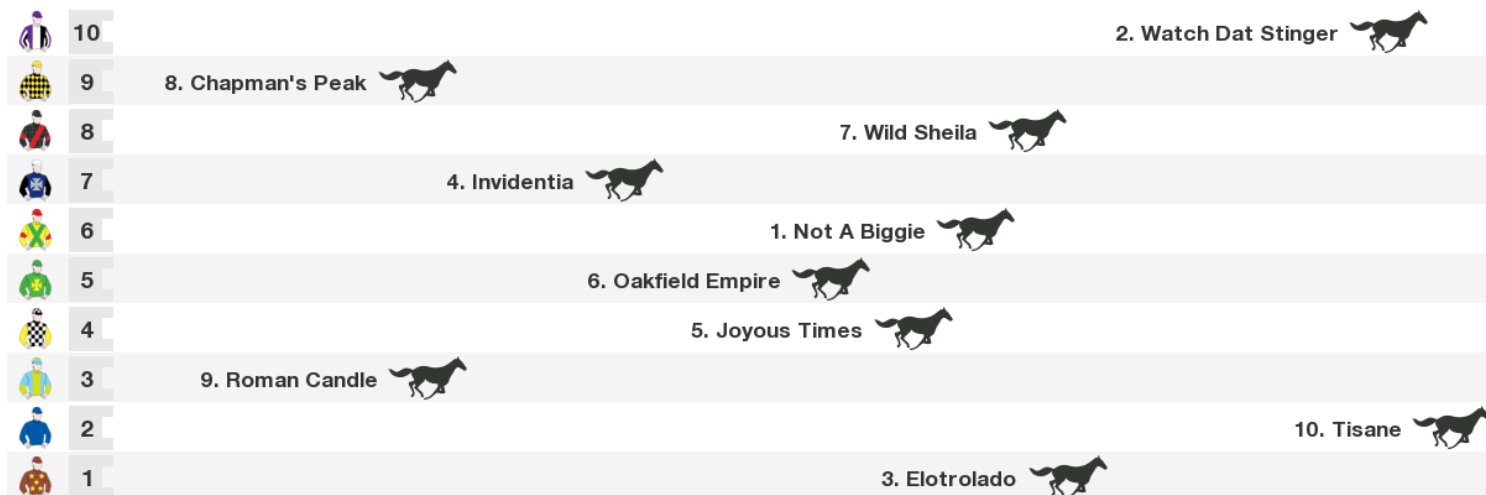 10 2. Watch Dat Stinger
9 8. Chapman's Peak
8 7. Wild Sheila
7 4. Invidentia
6 1. Not A Biggie
5 6. Oakfield Empire
4 5. Joyous Times
3 9. Roman Candle
2 10. Tisane
1 3. Elotrolado